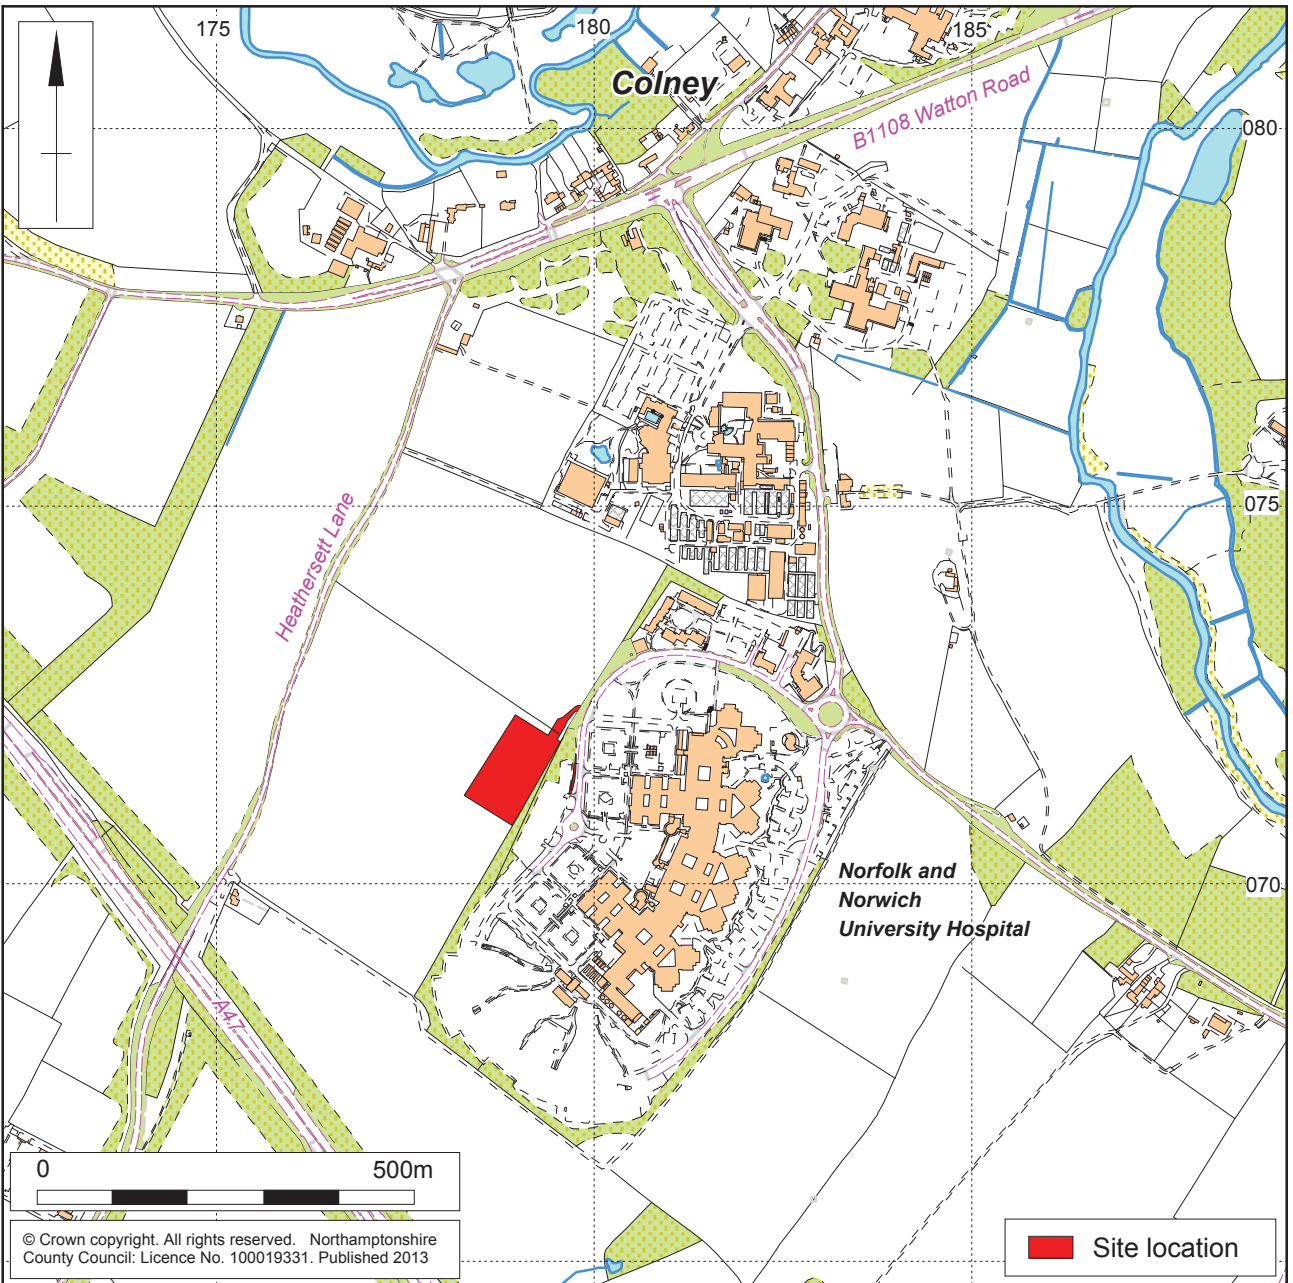 175
180
185
Colney
B1108 Watton Road
080
Heathersett Lane
075
070
Norfolk and
Norwich
University Hospital
A47
0 500m
© Crown copyright. All rights reserved. Northamptonshire
County Council: Licence No. 100019331. Published 2013
Site location